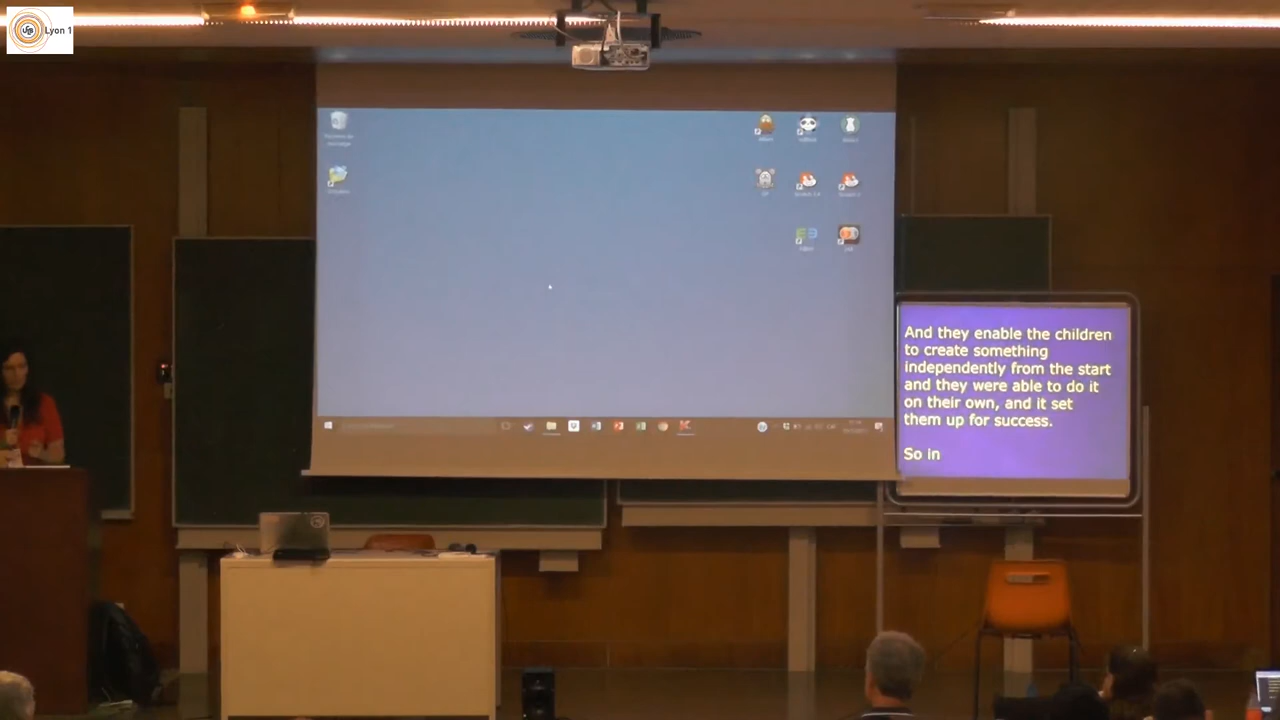 Lyon 1
And they enable the children
to create something
independently from the start
and they were able to do it
on their own, and it set
them up for success.
So in